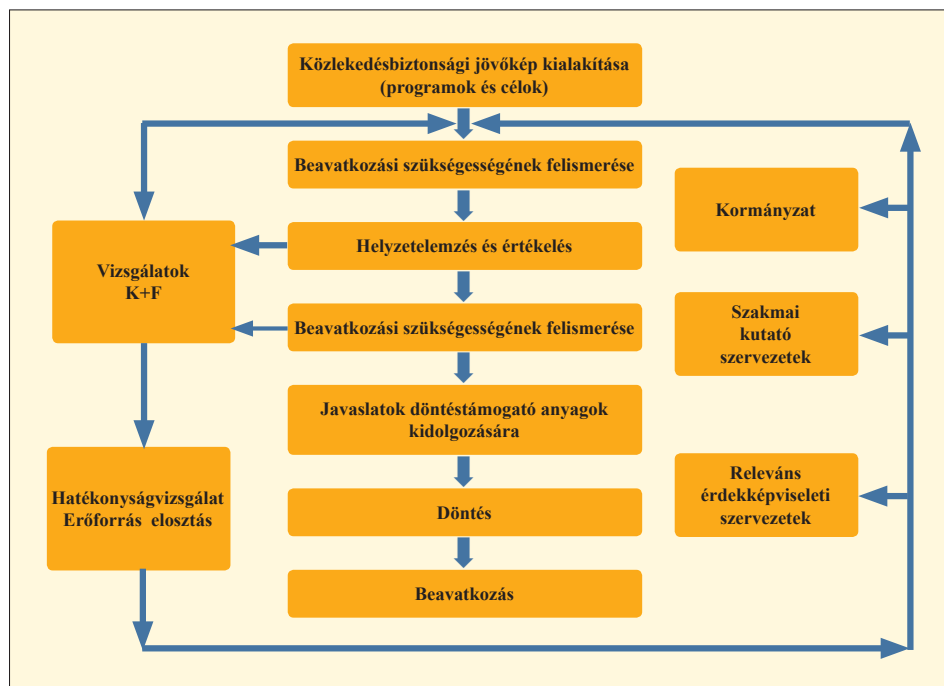 Közlekedésbiztonsági jövőkép kialakítása
(programok és célok)
Beavatkozási szükségességének felismerése
Helyzetelemzés és értékelés
Beavatkozási szükségességének felismerése
Javaslatok döntéstámogató anyagok
kidolgozására
Döntés
Beavatkozás
Vizsgálatok
K+F
Hatékonyságvizsgálat
Erőforrás elosztás
Kormányzat
Szakmai
kutató
szervezetek
Releváns
érdekképviseleti
szervezetek